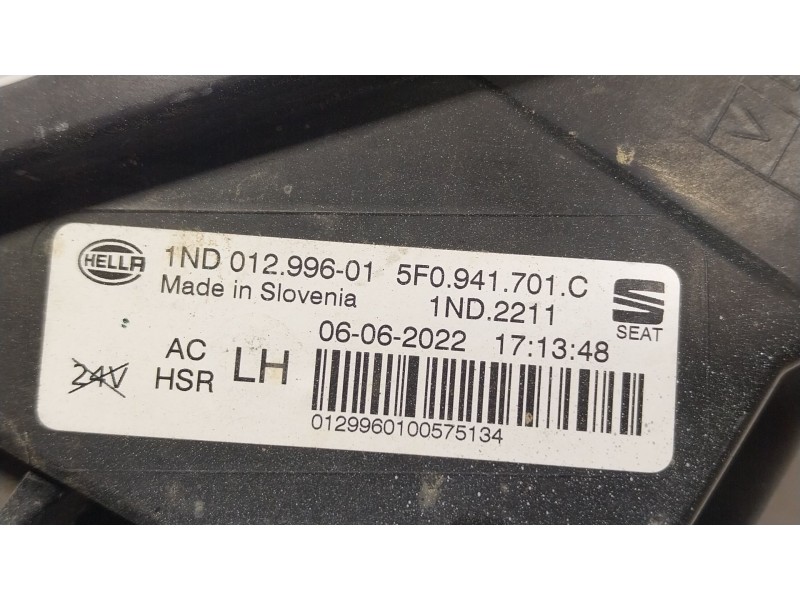 HELLA 1ND 012.996-01 5F0.941.701.C
Made in Slovenia 1ND.2211
SEAT
06-06-2022 17:13:48
24V AC LH
HSR
0129960100575134
V